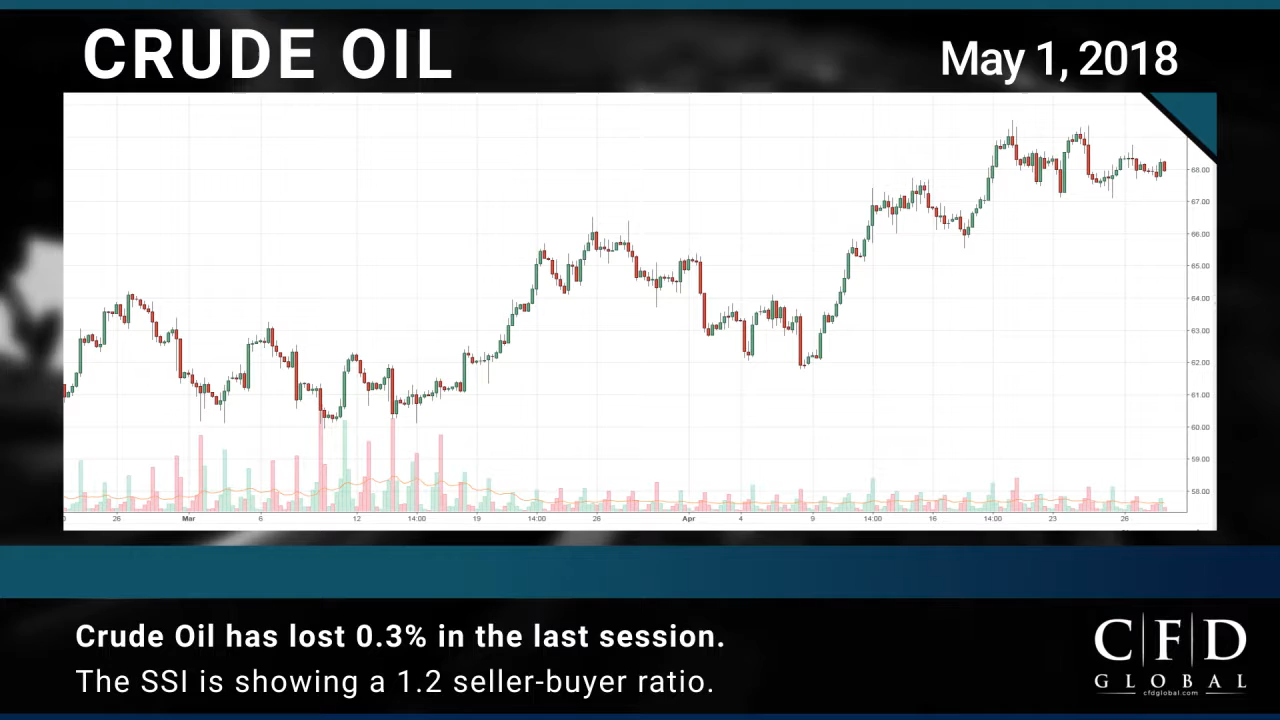 CRUDE OIL
May 1, 2018
68.00
67.00
66.00
65.00
64.00
63.00
62.00
61.00
60.00
59.00
58.00
26 Mar 6 12 14:00 19 14:00 26 Apr 4 9 14:00 16 14:00 23 26
Crude Oil has lost 0.3% in the last session.
The SSI is showing a 1.2 seller-buyer ratio.
CFD
GLOBAL
cfdglobal.com